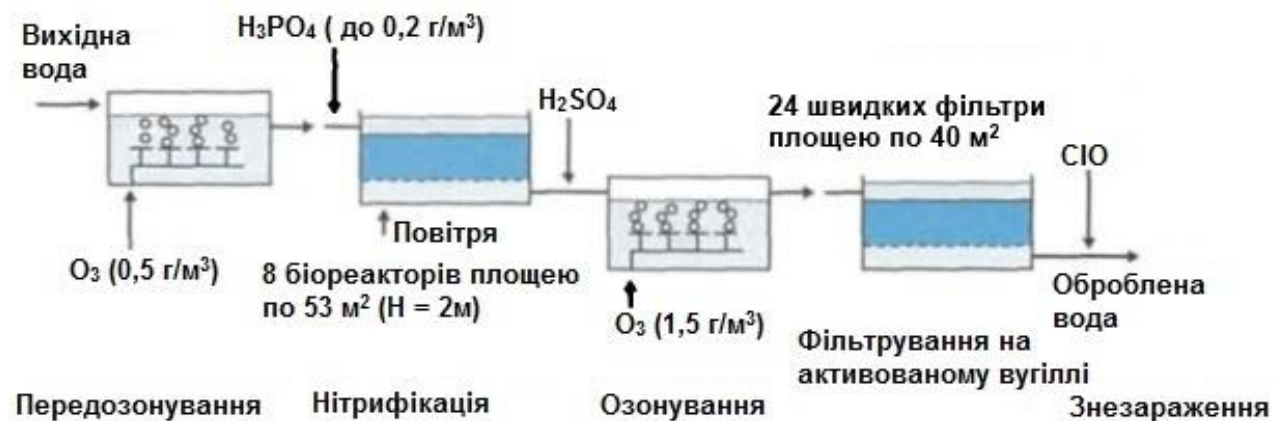 H₃PO₄ ( до 0,2 г/м³)
Вихідна
вода
H₂SO₄
24 швидких фільтри
площею по 40 м²
ClO
Повітря
O₃ (0,5 г/м³)
8 біореакторів площею
по 53 м² (H = 2м)
O₃ (1,5 г/м³)
Оброблена
вода
Фільтрування на
активованому вугіллі
Передозонування
Нітрифікація
Озонування
Знезараження